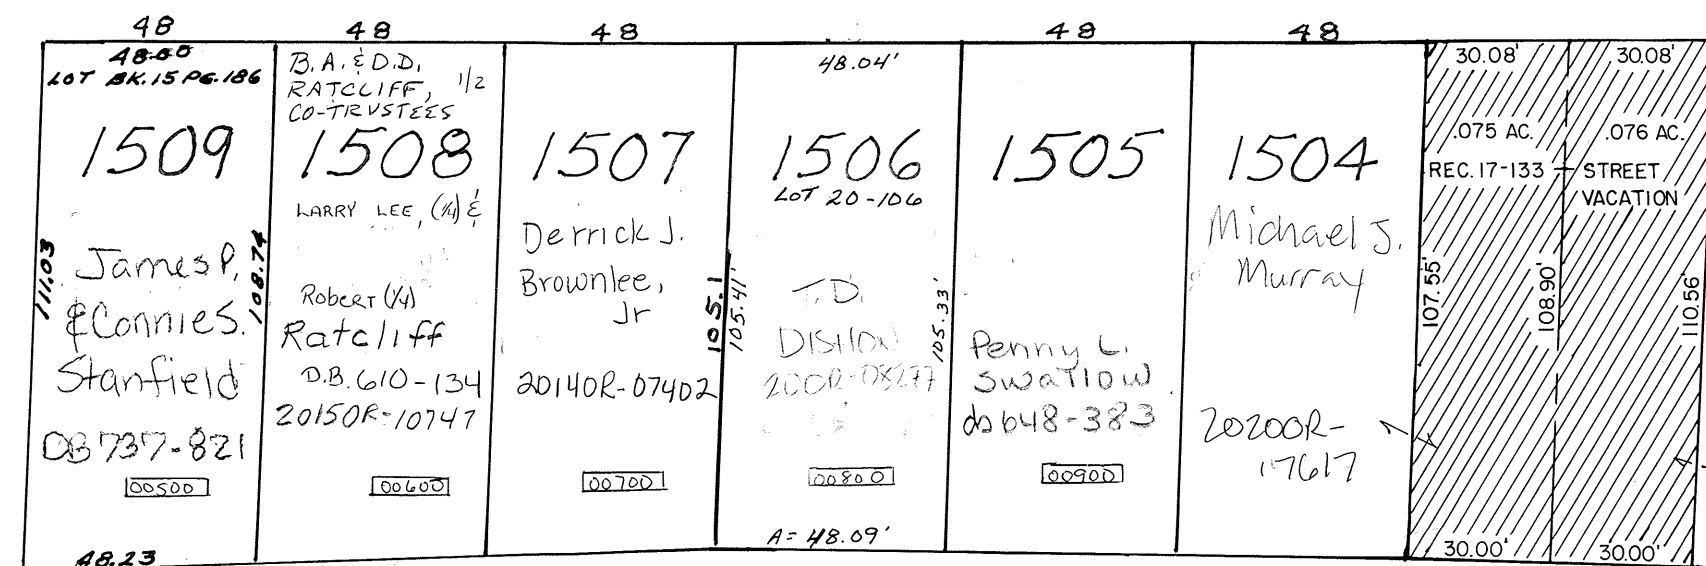 48
48
48
48
48
48.00
LOT BK. 15 PG. 186
1509
111.03
James P.
& Connie S.
Stanfield
DB 737-821
00500
48.23
108.74
B.A. & D.D.
RATCLIFF, 1/2
CO-TRUSTEES
1508
LARRY LEE, (1/4) &
ROBERT (1/4)
Ratcliff
D.B. 610-134
2015OR-10747
00600
1507
Derrick J.
Brownlee,
Jr
2014OR-07402
00700
105.1
48.04'
1506
LOT 20-106
105.41'
T.D.
00800
A= 48.09'
105.33'
1505
Penny L.
Swallow
db 648-383
00900
1504
Michael J.
Murray
2020OR-
17617
107.55'
30.08'
.075 AC.
REC. 17-133
108.90'
30.00'
30.08'
.076 AC.
STREET
VACATION
110.56'
30.00'